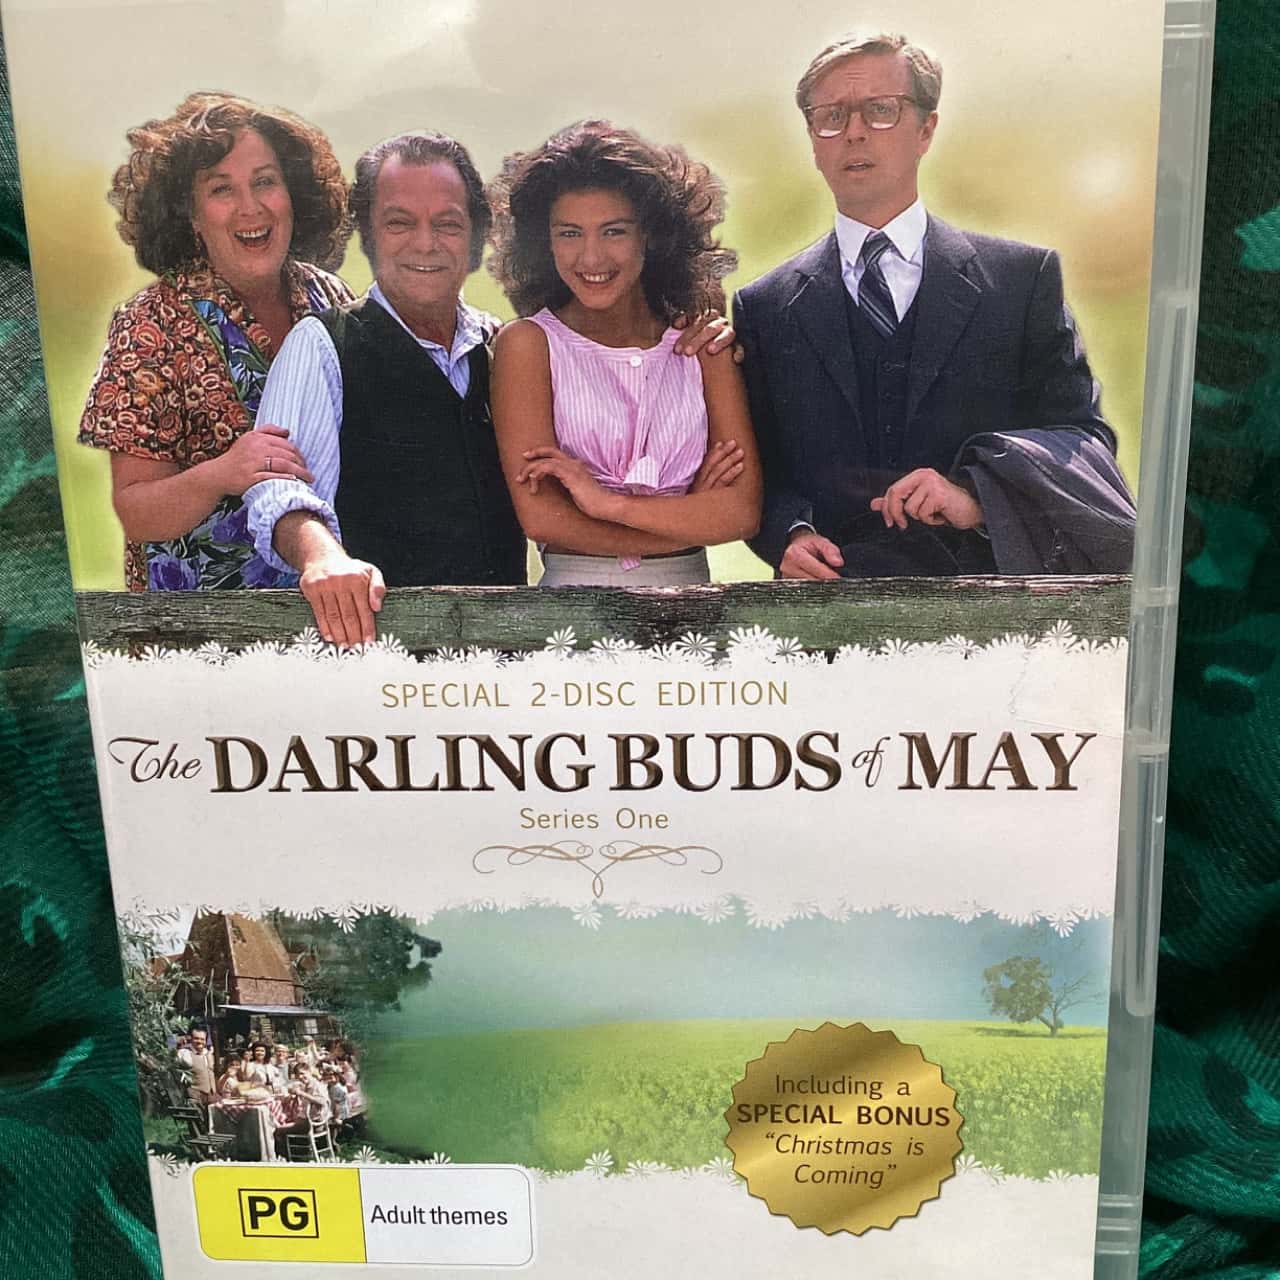 SPECIAL 2-DISC EDITION
The DARLING BUDS of MAY
Series One
Including a
SPECIAL BONUS
“Christmas is
Coming”
PG
Adult themes